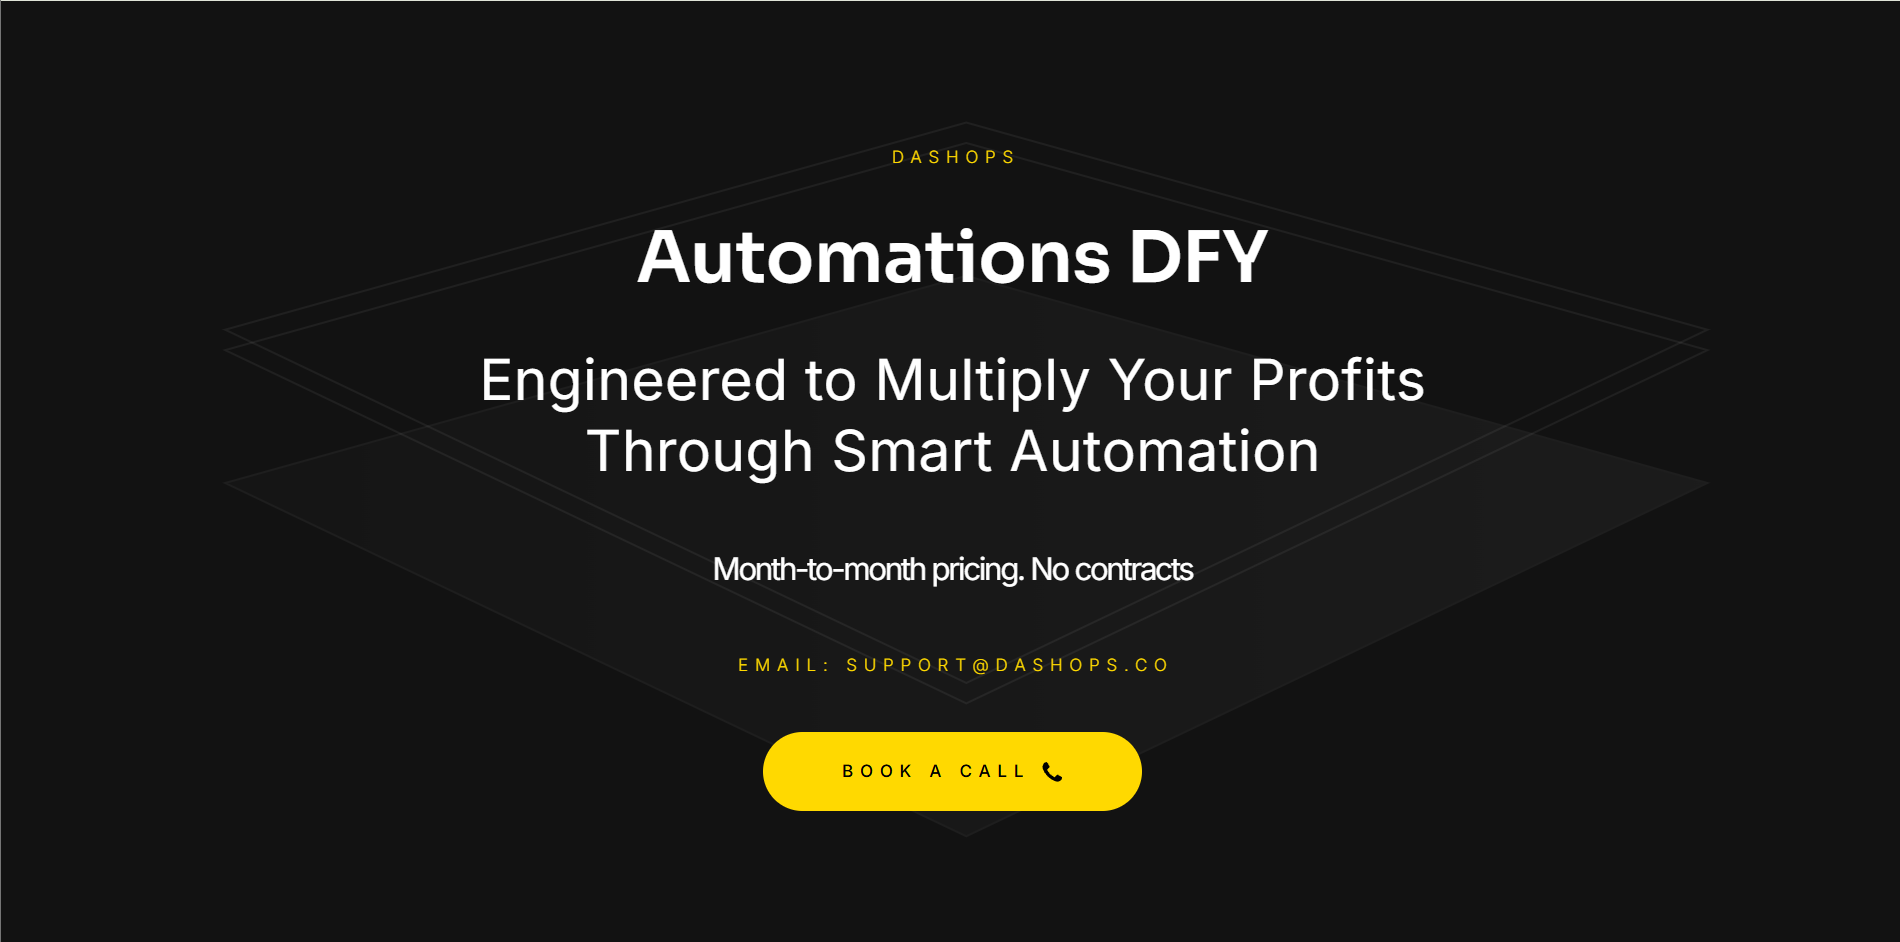 DASHOPS
Automations DFY
Engineered to Multiply Your Profits
Through Smart Automation
Month-to-month pricing. No contracts
EMAIL: SUPPORT@DASHOPS.CO
BOOK A CALL